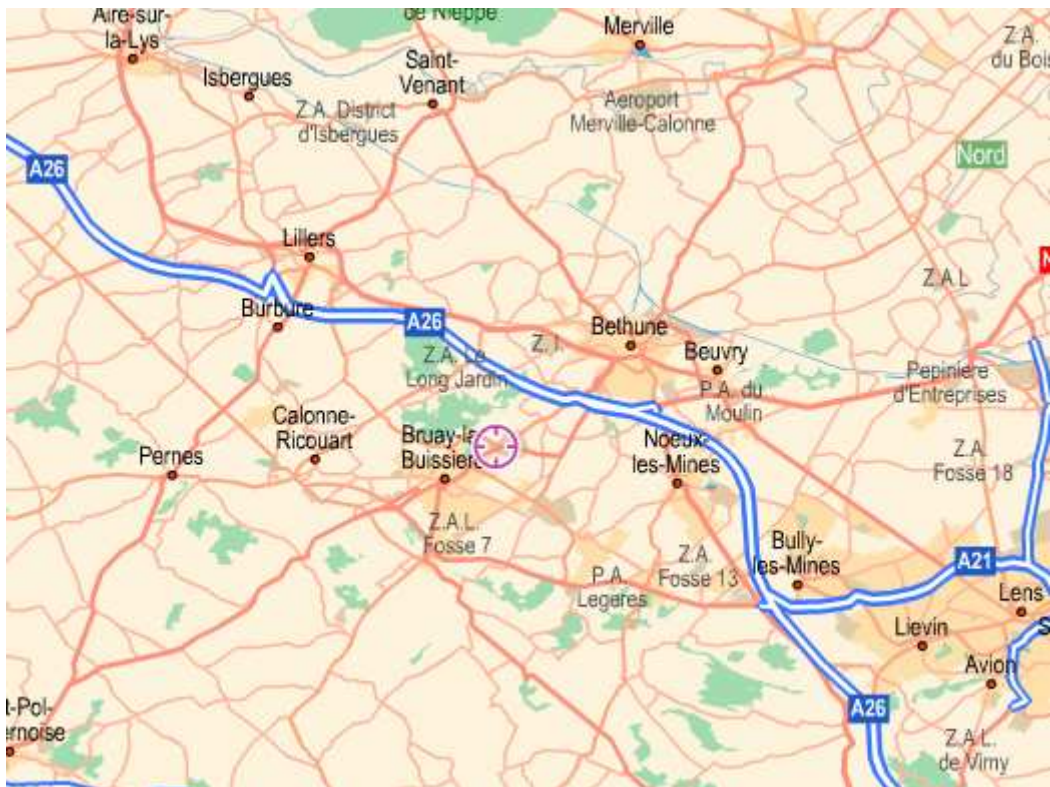 Aire-sur-
la-Lys
de Nieppe
Merville
Z.A.
du Bois
Isbergues
Saint-
Venant
Z.A. District
d'Isbergues
Aeroport
Merville-Calonne
A26
Nord
Lillers
Z.A.L
N
Burbure
A26
Bethune
Z.I.
Beuvry
Z.A. Le
Long Jardin
P.A. du
Moulin
Pepiniere
d'Entreprises
Calonne-
Ricouart
Bruay-la-
Buissiere
Noeux-
les-Mines
Pernes
Z.A.
Fosse 18
Z.A.L.
Fosse 7
Z.A.
Fosse 13
Bully-
les-Mines
A21
P.A.
Legeres
Lens
Lievin
S
Avion
t-Pol-
ernoise
A26
Z.A.L.
de Vimy